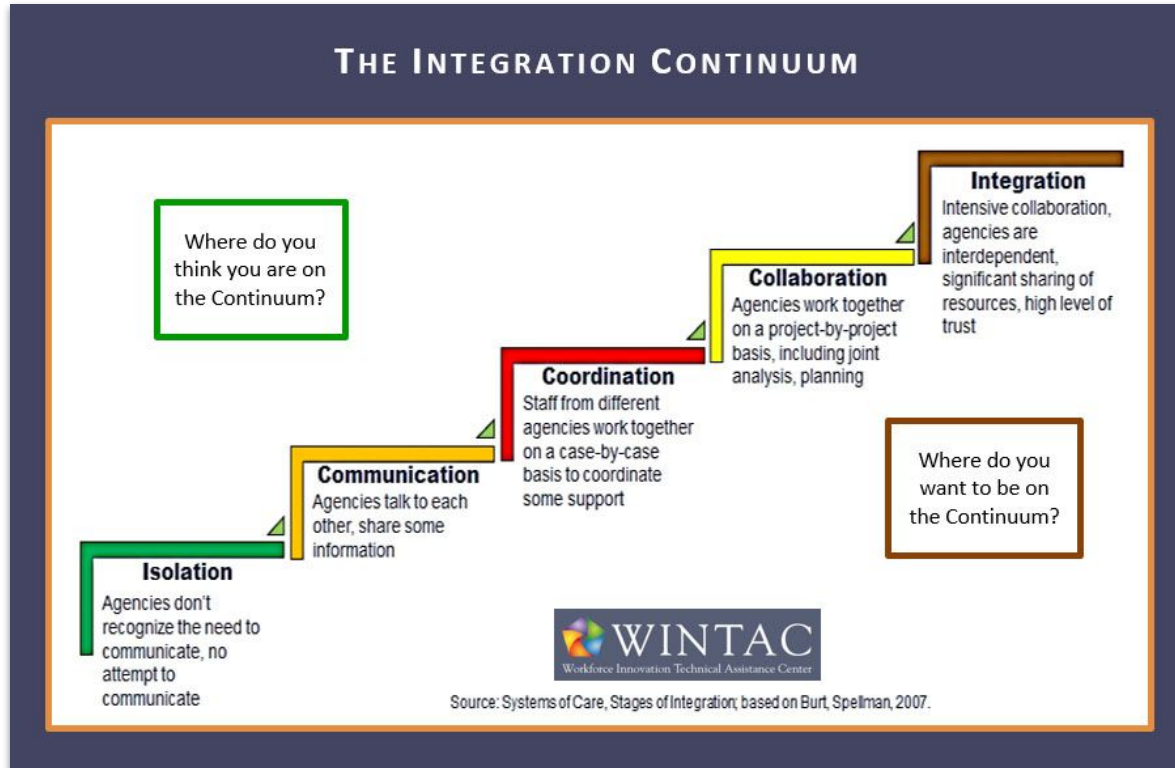 THE INTEGRATION CONTINUUM
Where do you
think you are on
the Continuum?
Integration
Intensive collaboration,
agencies are
interdependent,
significant sharing of
resources, high level of
trust
Collaboration
Agencies work together
on a project-by-project
basis, including joint
analysis, planning
Coordination
Staff from different
agencies work together
on a case-by-case
basis to coordinate
some support
Where do you
want to be on
the Continuum?
Communication
Agencies talk to each
other, share some
information
Isolation
Agencies don't
recognize the need to
communicate, no
attempt to
communicate
WINTAC
Workforce Innovation Technical Assistance Center
Source: Systems of Care, Stages of Integration; based on Burt, Spellman, 2007.